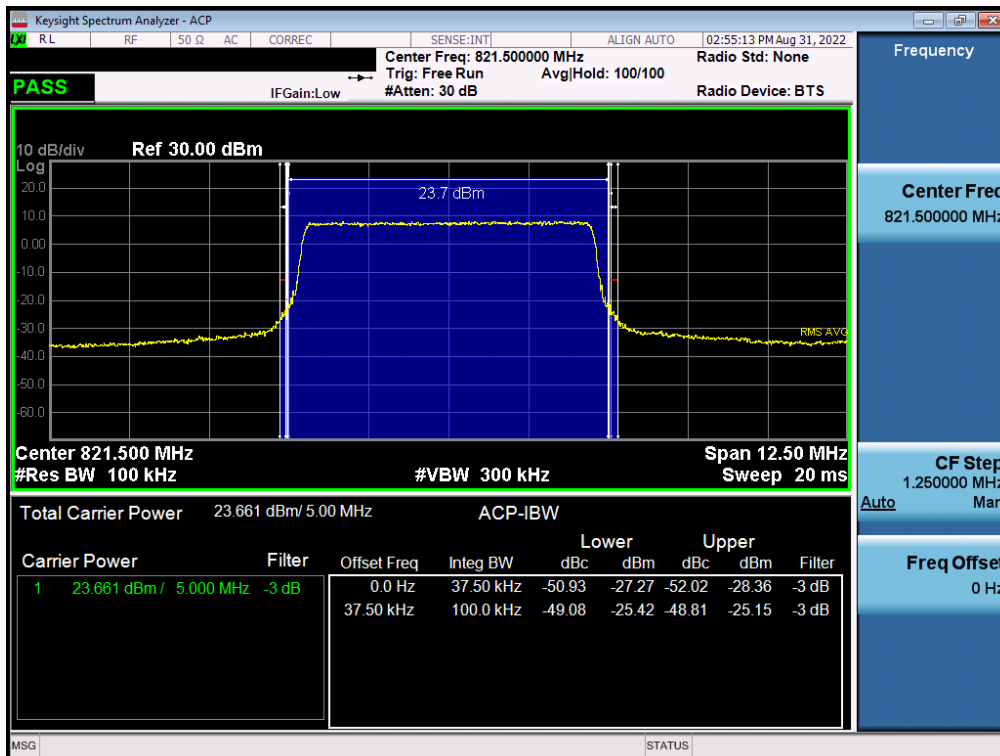 Keysight Spectrum Analyzer - ACP
LXI RL RF 50 Ω AC CORREC SENSE:INT ALIGN AUTO 02:55:13 PM Aug 31, 2022
Center Freq: 821.500000 MHz Radio Std: None
Trig: Free Run Avg|Hold: 100/100
PASS IFGain:Low #Atten: 30 dB Radio Device: BTS
10 dB/div Ref 30.00 dBm
Log
23.7 dBm
20.0
10.0
0.00
-10.0
-20.0
-30.0
RMS AVG
-40.0
-50.0
-60.0
Center 821.500 MHz Span 12.50 MHz
#Res BW 100 kHz #VBW 300 kHz Sweep 20 ms
Total Carrier Power 23.661 dBm/ 5.00 MHz ACP-IBW
Lower Upper
Carrier Power Filter Offset Freq Integ BW dBc dBm dBc dBm Filter
1 23.661 dBm / 5.000 MHz -3 dB 0.0 Hz 37.50 kHz -50.93 -27.27 -52.02 -28.36 -3 dB
37.50 kHz 100.0 kHz -49.08 -25.42 -48.81 -25.15 -3 dB
Frequency
Center Freq
821.500000 MHz
CF Step
1.250000 MHz
Auto Man
Freq Offset
0 Hz
MSG STATUS